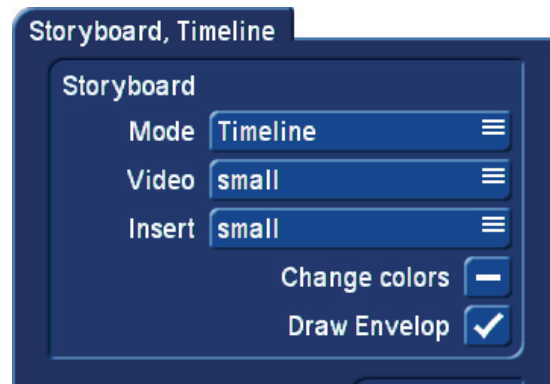 Storyboard, Timeline
Storyboard
Mode Timeline
Video small
Insert small
Change colors
Draw Envelop